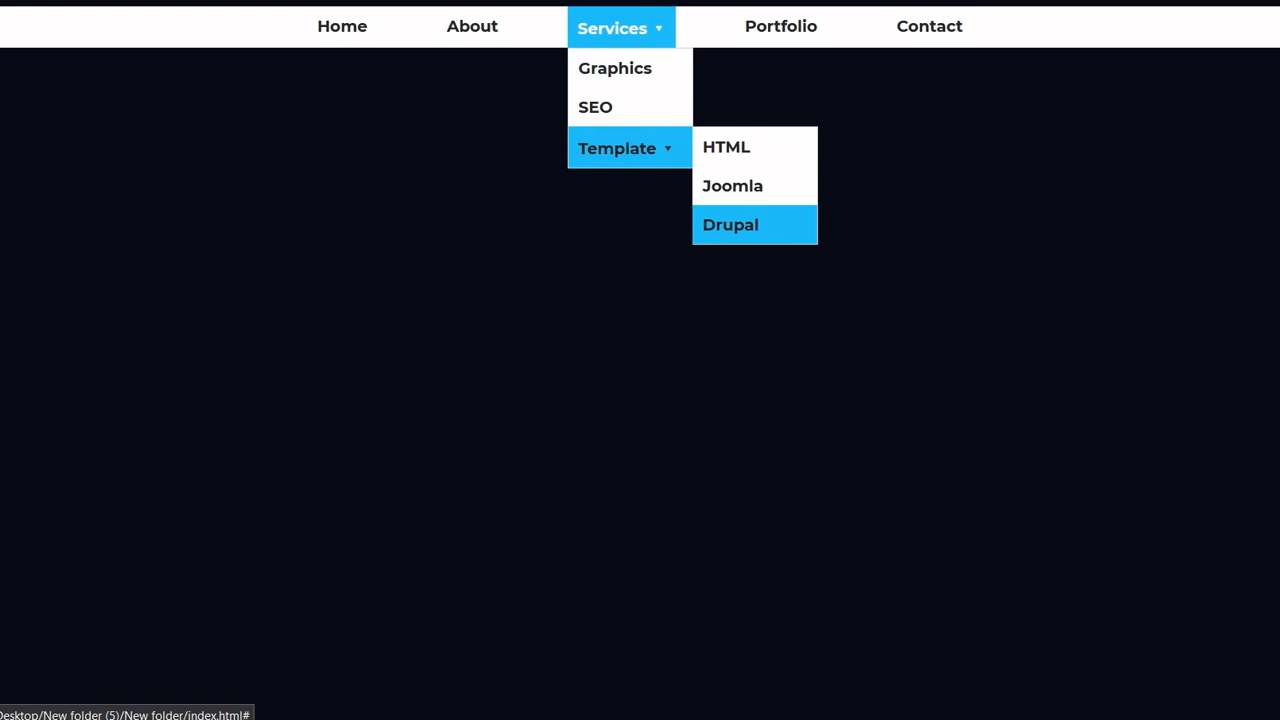 Home About Services ▼ Portfolio Contact
Graphics
SEO
Template ▼ HTML
Joomla
Drupal
Desktop/New folder (5)/New folder/index.html#